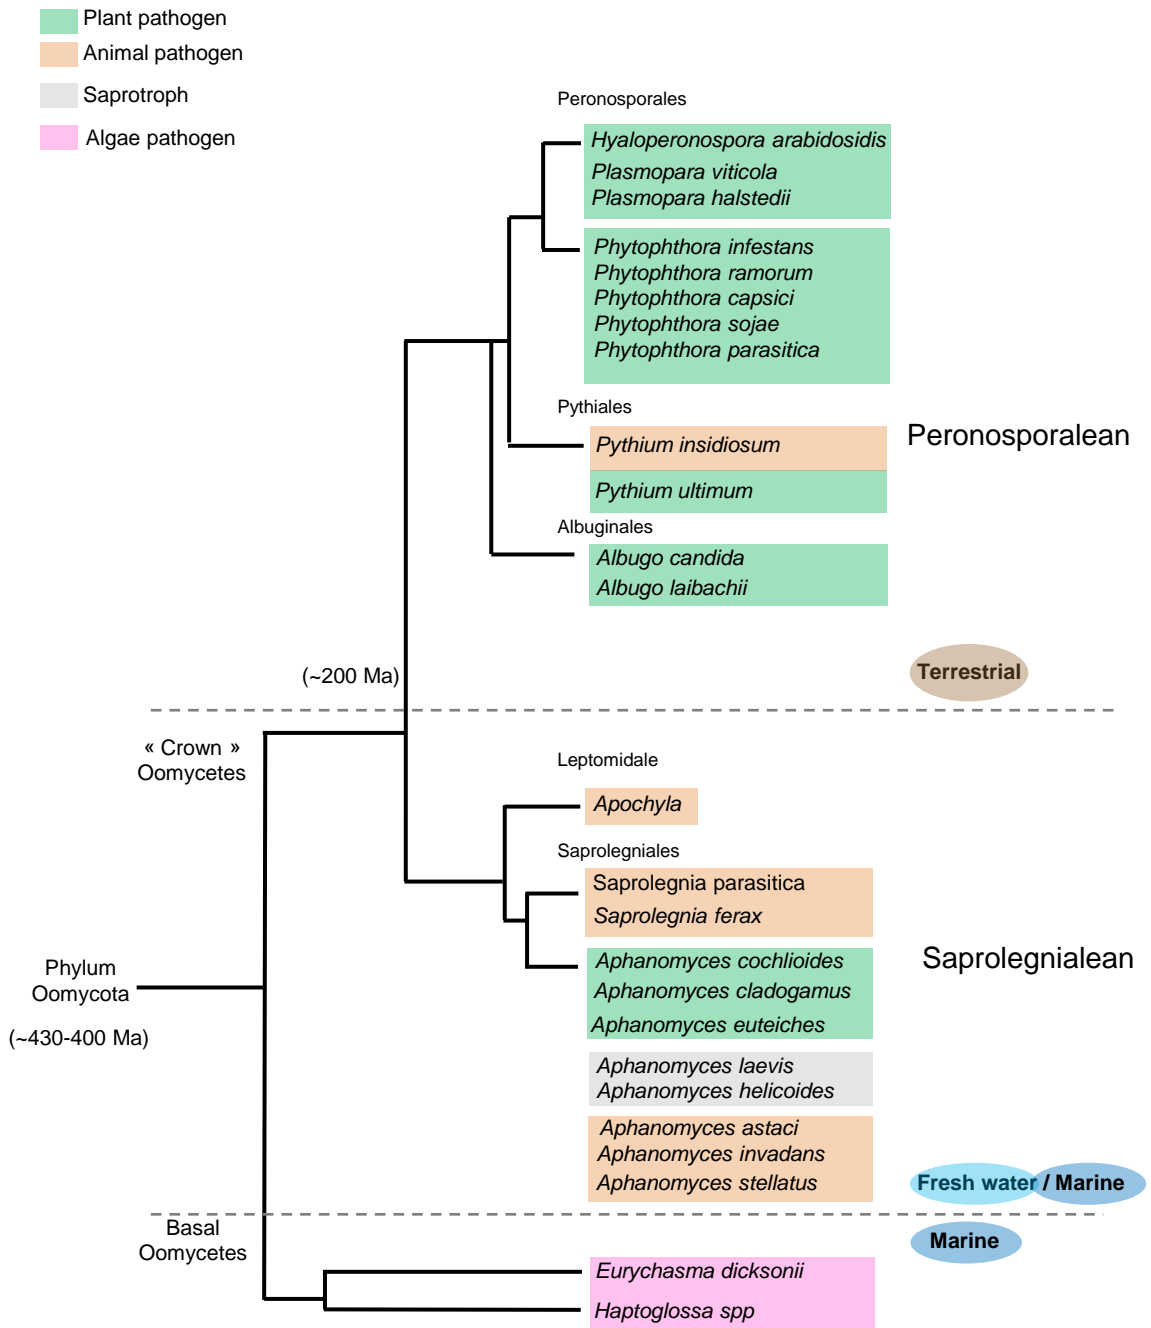 Plant pathogen
Animal pathogen
Saprotroph
Algae pathogen
Peronosporales
Hyaloperonospora arabidosidis
Plasmopara viticola
Plasmopara halstedii
Phytophthora infestans
Phytophthora ramorum
Phytophthora capsici
Phytophthora sojae
Phytophthora parasitica
Pythiales
Peronosporalean
Pythium insidiosum
Pythium ultimum
Albuginales
Albugo candida
Albugo laibachii
(~200 Ma)
Terrestrial
« Crown »
Oomycetes
Leptomidale
Apochyla
Saprolegniales
Saprolegnia parasitica
Saprolegnia ferax
Saprolegnialean
Phylum
Oomycota
(~430-400 Ma)
Aphanomyces cochlioides
Aphanomyces cladogamus
Aphanomyces euteiches
Aphanomyces laevis
Aphanomyces helicoides
Aphanomyces astaci
Aphanomyces invadans
Aphanomyces stellatus
Fresh water / Marine
Basal
Oomycetes
Marine
Eurychasma dicksonii
Haptoglossa spp